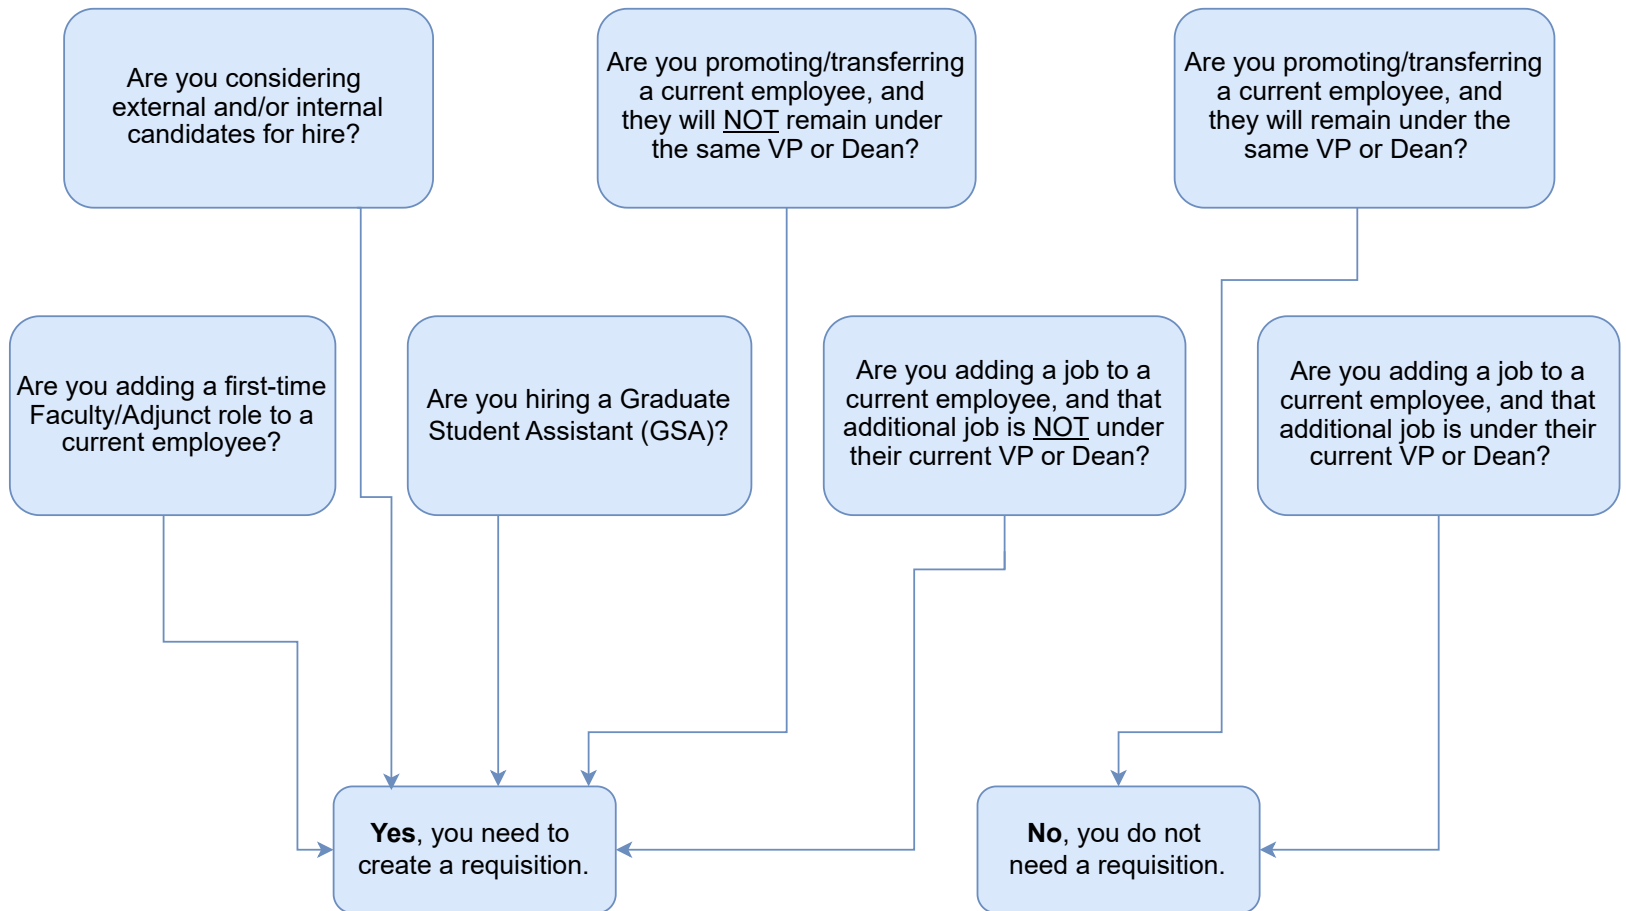 Are you considering
external and/or internal
candidates for hire?
Are you promoting/transferring
a current employee, and
they will NOT remain under
the same VP or Dean?
Are you promoting/transferring
a current employee, and
they will remain under the
same VP or Dean?
Are you adding a first-time
Faculty/Adjunct role to a
current employee?
Are you hiring a Graduate
Student Assistant (GSA)?
Are you adding a job to a
current employee, and that
additional job is NOT under
their current VP or Dean?
Are you adding a job to a
current employee, and that
additional job is under their
current VP or Dean?
Yes, you need to
create a requisition.
No, you do not
need a requisition.